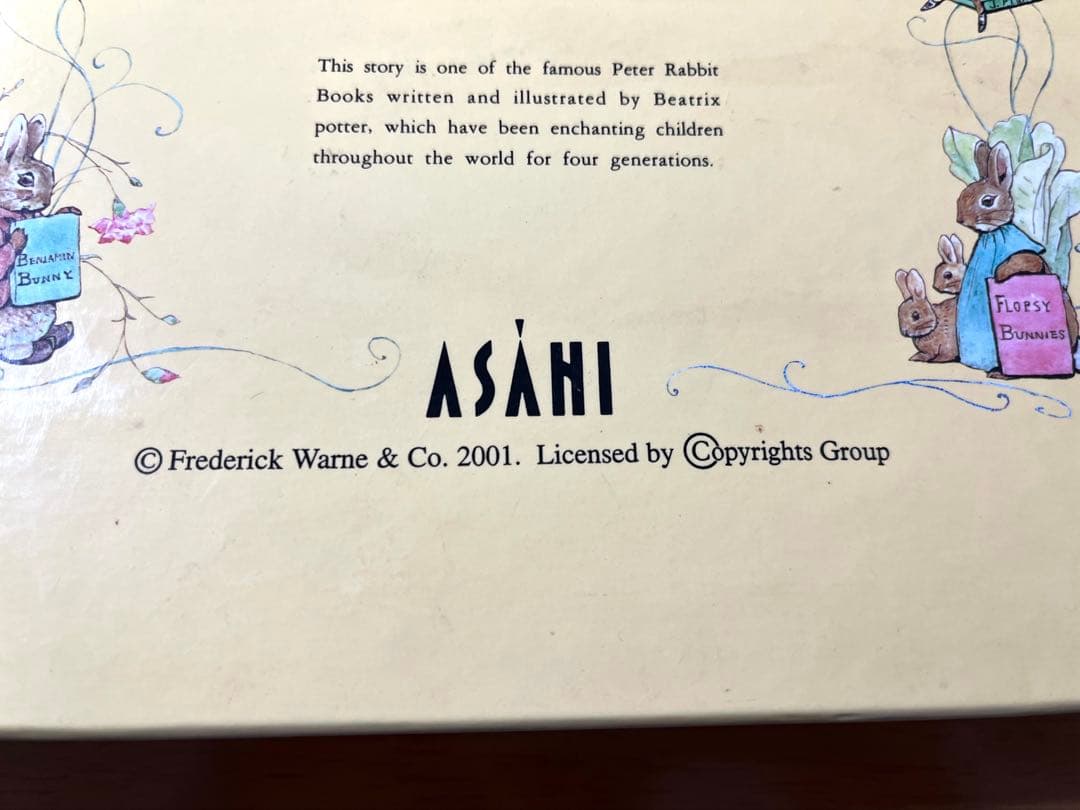 This story is one of the famous Peter Rabbit
Books written and illustrated by Beatrix
potter, which have been enchanting children
throughout the world for four generations.
BENJAMIN
BUNNY
FLOPSY
BUNNIES
ASAHI
© Frederick Warne & Co. 2001. Licensed by ©opyrights Group